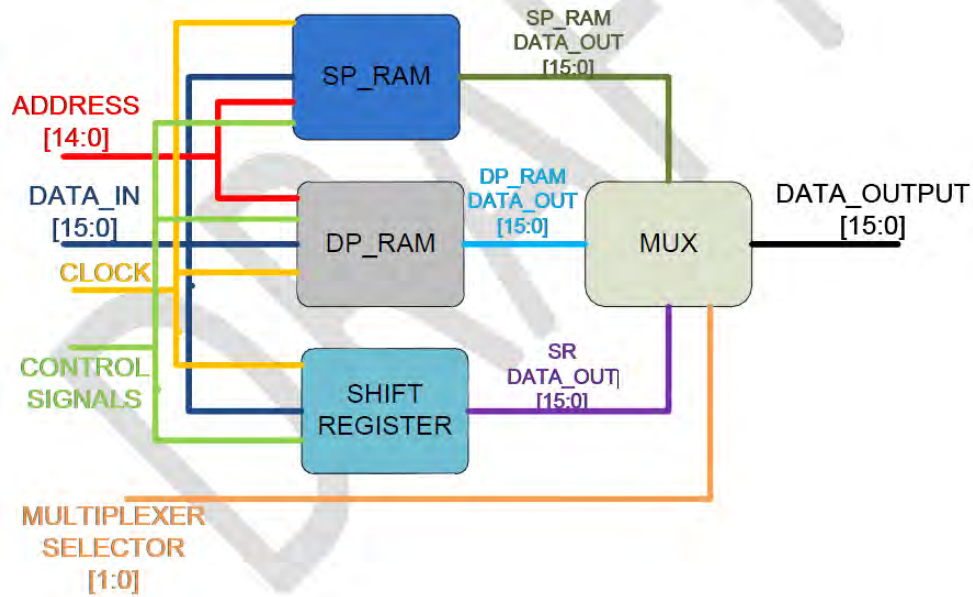 SP_RAM
DATA_OUT
[15:0]
SP_RAM
ADDRESS
[14:0]
DATA_IN
[15:0]
DP_RAM
DP_RAM
DATA_OUT
[15:0]
MUX
DATA_OUTPUT
[15:0]
CLOCK
CONTROL
SIGNALS
SHIFT
REGISTER
SR
DATA_OUT
[15:0]
MULTIPLEXER
SELECTOR
[1:0]